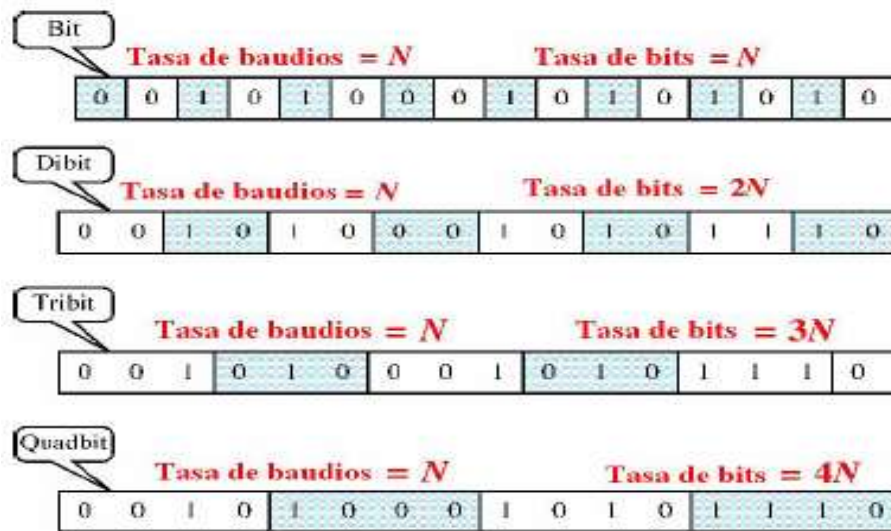 Bit
Tasa de baudios = N Tasa de bits = N
0 0 1 0 1 0 0 0 1 0 1 0 1 0 1 0
Dibit
Tasa de baudios = N Tasa de bits = 2N
0 0 1 0 1 0 0 0 1 0 1 0 1 1 1 0
Tribit
Tasa de baudios = N Tasa de bits = 3N
0 0 1 0 1 0 0 0 1 0 1 0 1 1 1 0
Quadbit
Tasa de baudios = N Tasa de bits = 4N
0 0 1 0 1 0 0 0 1 0 1 0 1 1 1 0